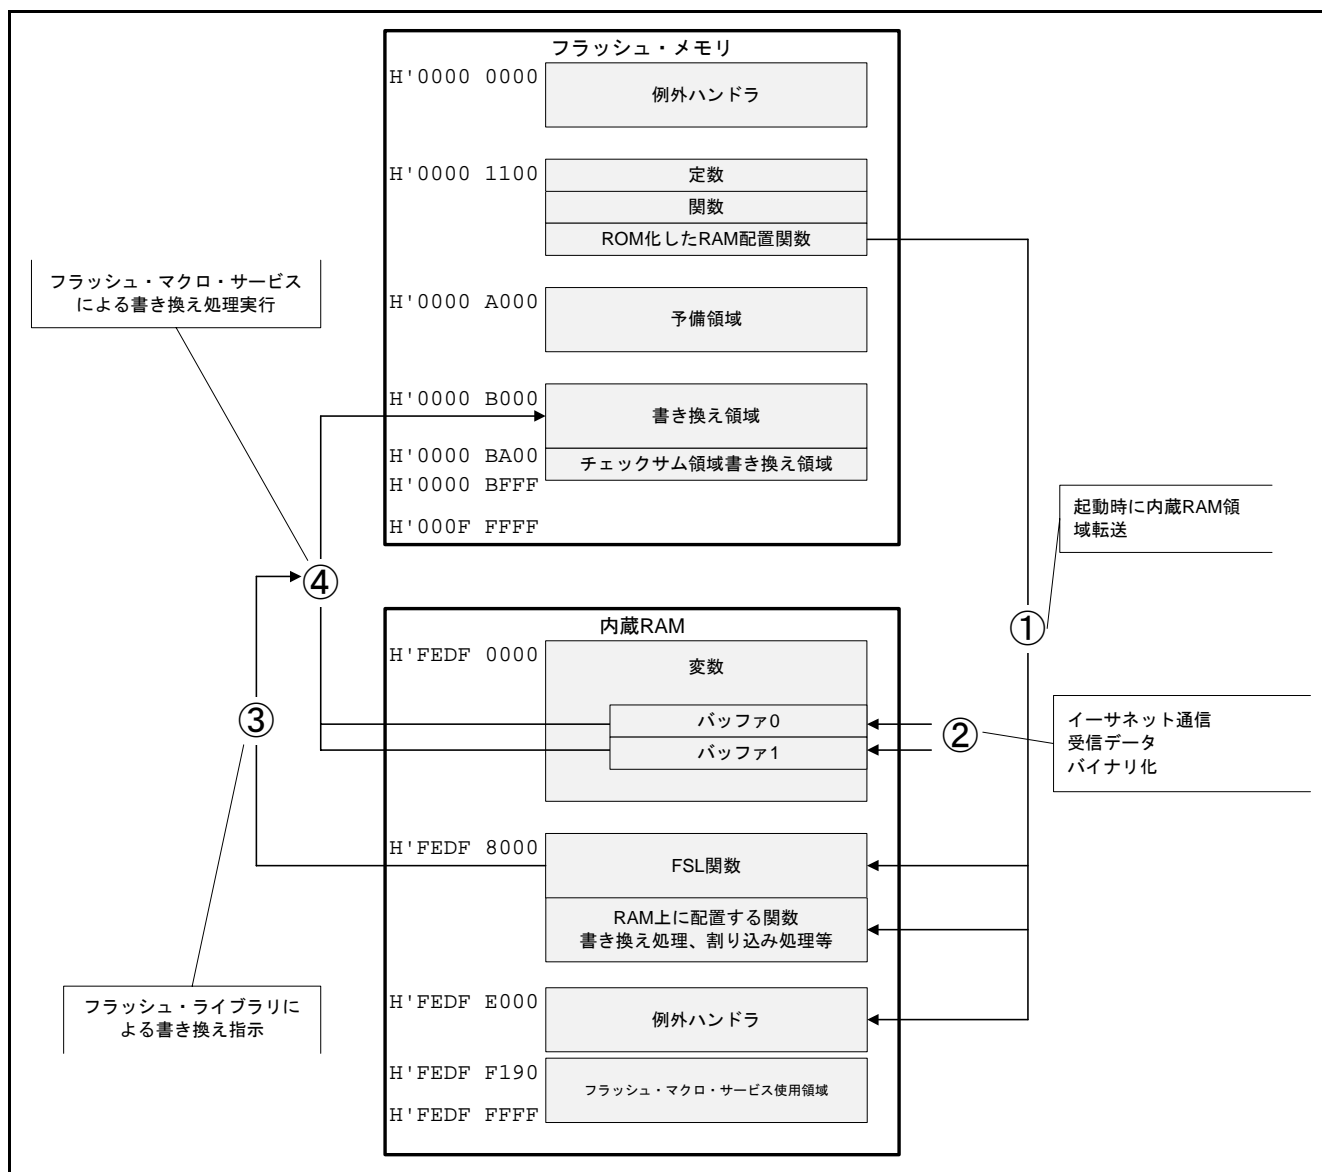 フラッシュ・メモリ
H'0000 0000
例外ハンドラ
H'0000 1100
定数
関数
ROM化したRAM配置関数
フラッシュ・マクロ・サービス
による書き換え処理実行
H'0000 A000
予備領域
H'0000 B000
書き換え領域
H'0000 BA00
チェックサム領域書き換え領域
H'0000 BFFF
H'000F FFFF
起動時に内蔵RAM領
域転送
④
①
内蔵RAM
H'FEDF 0000
変数
③
バッファ0
バッファ1
②
イーサネット通信
受信データ
バイナリ化
H'FEDF 8000
FSL関数
RAM上に配置する関数
書き換え処理、割り込み処理等
フラッシュ・ライブラリに
よる書き換え指示
H'FEDF E000
例外ハンドラ
H'FEDF F190
フラッシュ・マクロ・サービス使用領域
H'FEDF FFFF